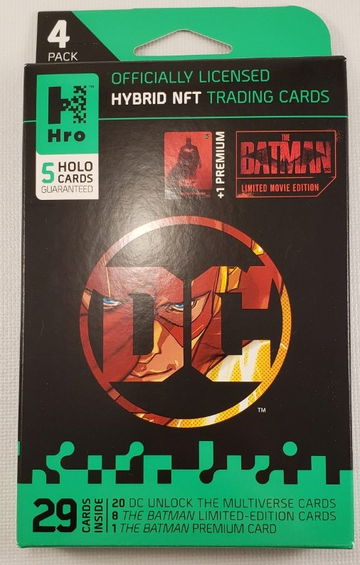 4
PACK
OFFICIALLY LICENSED
HYBRID NFT TRADING CARDS
Hro
™
5 HOLO
CARDS
GUARANTEED
+1 PREMIUM
THE
BATMAN
LIMITED MOVIE EDITION
DC
™
29
CARDS
INSIDE
20 DC UNLOCK THE MULTIVERSE CARDS
8 THE BATMAN LIMITED-EDITION CARDS
1 THE BATMAN PREMIUM CARD